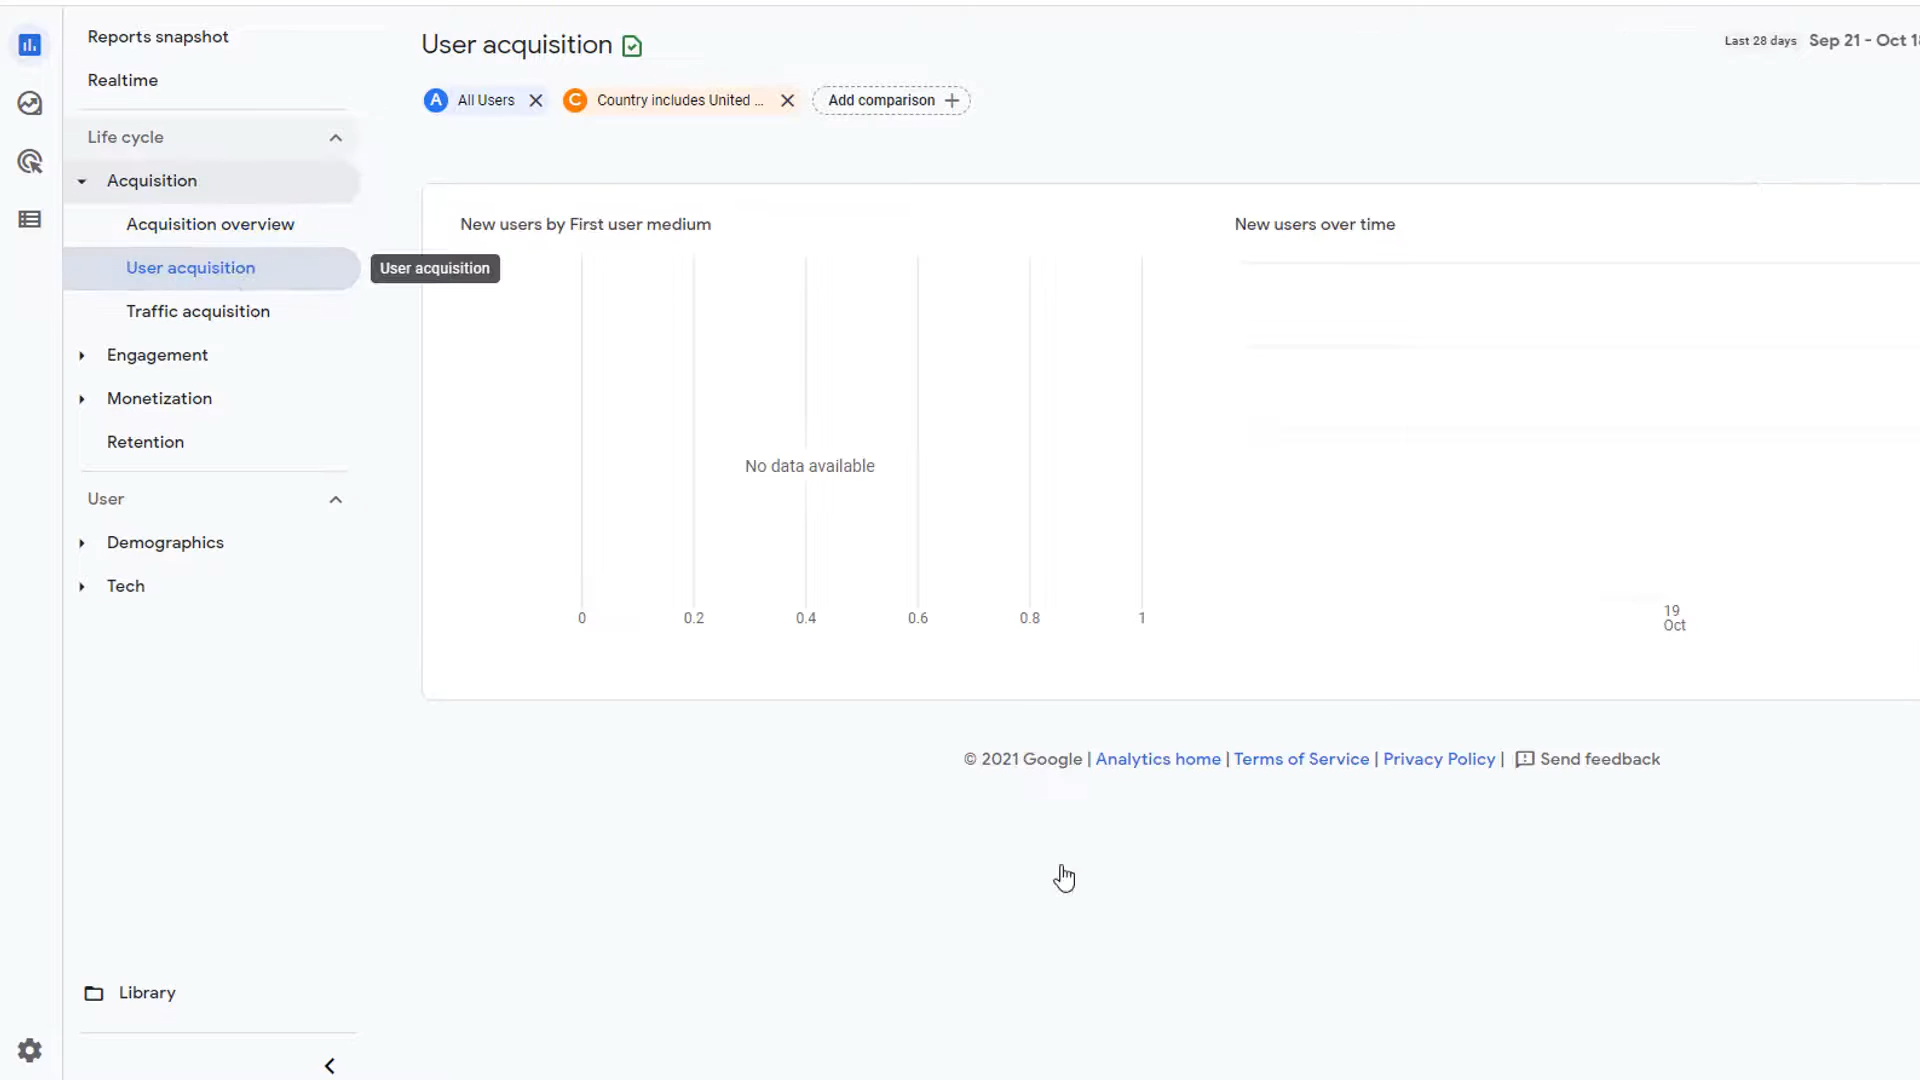 Reports snapshot
Realtime
Life cycle
Acquisition
Acquisition overview
User acquisition
Traffic acquisition
Engagement
Monetization
Retention
User
Demographics
Tech
Library
User acquisition
User acquisition
Last 28 days Sep 21 - Oct
A All Users
C Country includes United ...
Add comparison +
New users by First user medium
No data available
0 0.2 0.4 0.6 0.8 1
New users over time
19
Oct
© 2021 Google | Analytics home | Terms of Service | Privacy Policy | Send feedback